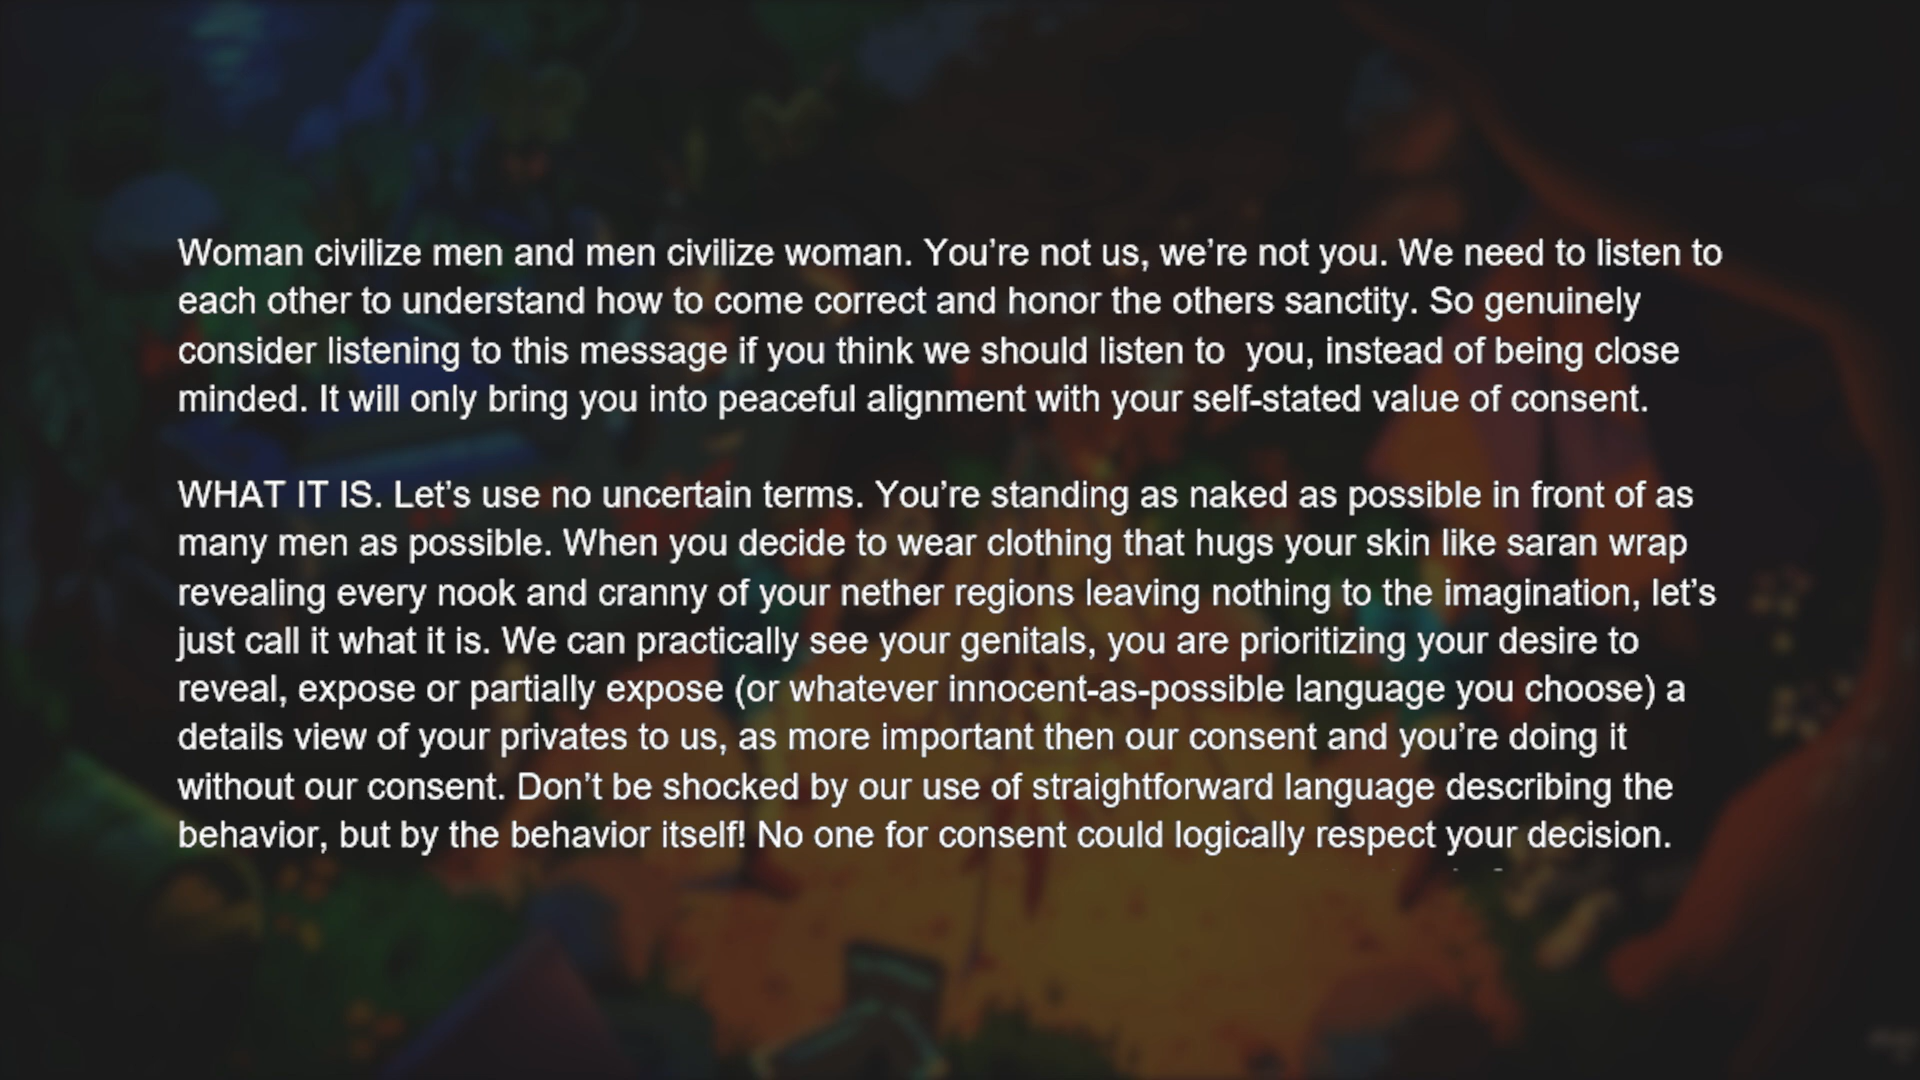 Woman civilize men and men civilize woman. You’re not us, we’re not you. We need to listen to
each other to understand how to come correct and honor the others sanctity. So genuinely
consider listening to this message if you think we should listen to  you, instead of being close
minded. It will only bring you into peaceful alignment with your self-stated value of consent.
WHAT IT IS. Let’s use no uncertain terms. You’re standing as naked as possible in front of as
many men as possible. When you decide to wear clothing that hugs your skin like saran wrap
revealing every nook and cranny of your nether regions leaving nothing to the imagination, let’s
just call it what it is. We can practically see your genitals, you are prioritizing your desire to
reveal, expose or partially expose (or whatever innocent-as-possible language you choose) a
details view of your privates to us, as more important then our consent and you’re doing it
without our consent. Don’t be shocked by our use of straightforward language describing the
behavior, but by the behavior itself! No one for consent could logically respect your decision.